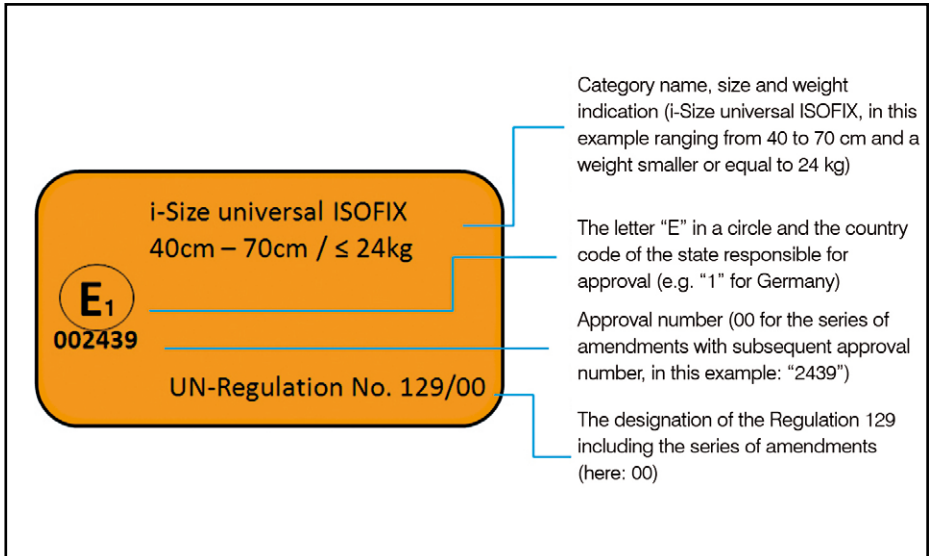 i-Size universal ISOFIX
40cm – 70cm / ≤ 24kg
E1
002439
UN-Regulation No. 129/00
Category name, size and weight
indication (i-Size universal ISOFIX, in this
example ranging from 40 to 70 cm and a
weight smaller or equal to 24 kg)
The letter “E” in a circle and the country
code of the state responsible for
approval (e.g. “1” for Germany)
Approval number (00 for the series of
amendments with subsequent approval
number, in this example: “2439”)
The designation of the Regulation 129
including the series of amendments
(here: 00)